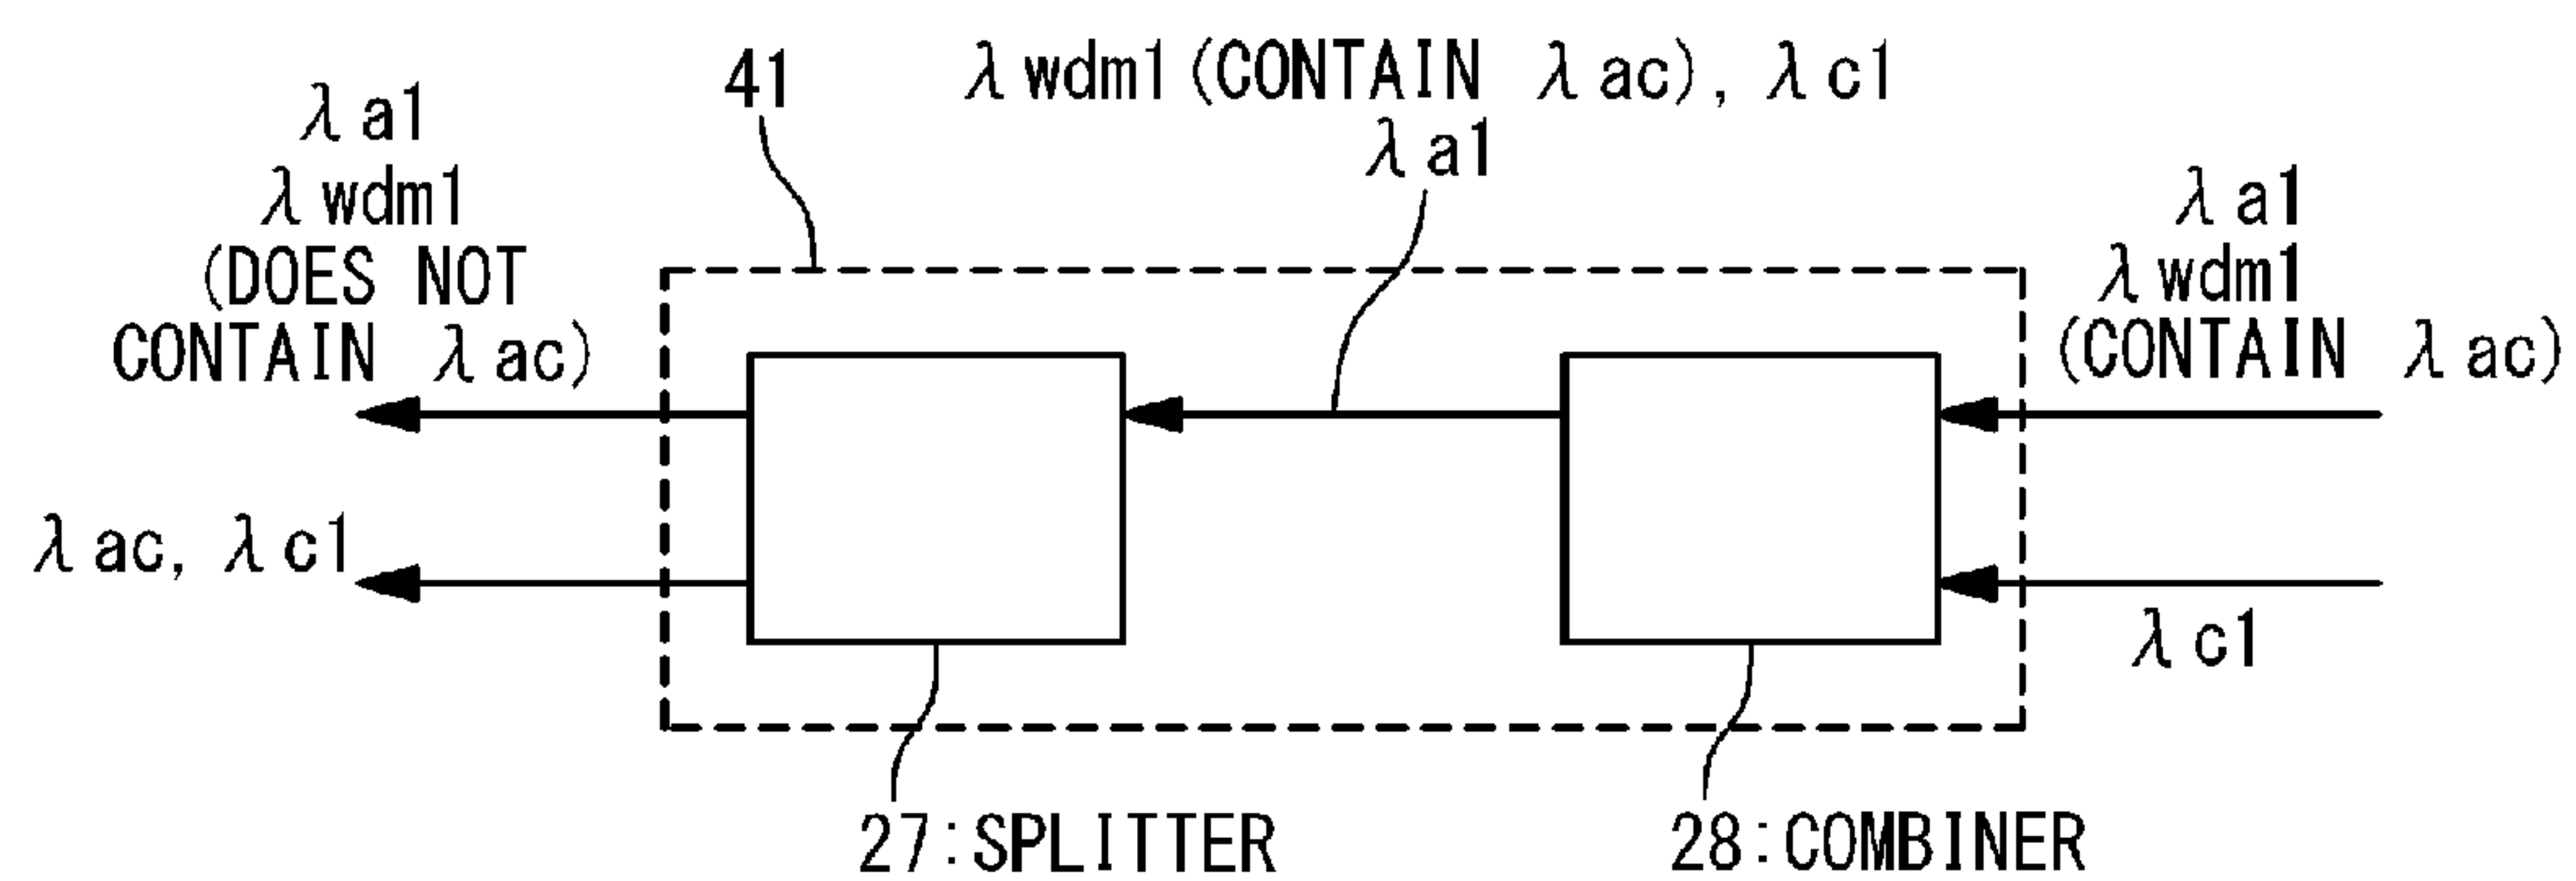 41
λwdm1(CONTAIN λac), λc1
λa1
λa1
λwdm1
(DOES NOT
CONTAIN λac)
λa1
λwdm1
(CONTAIN λac)
λac, λc1
λc1
27:SPLITTER
28:COMBINER